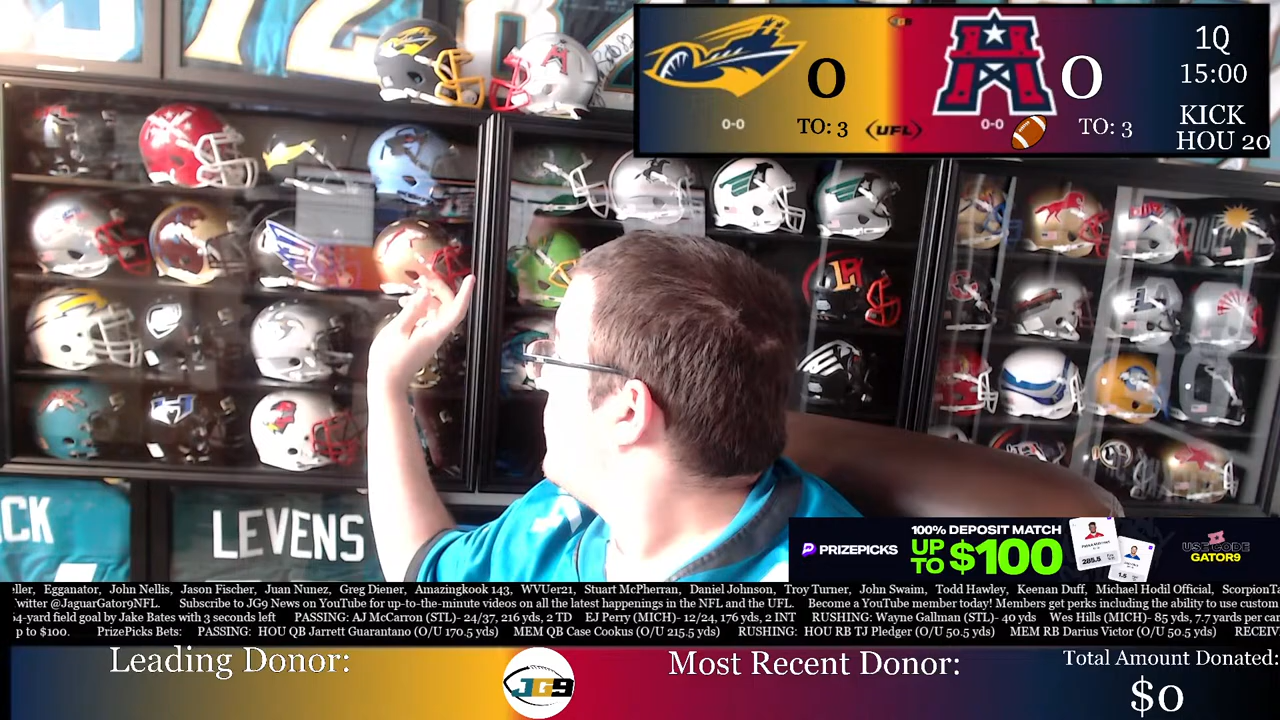 0
0
1Q
15:00
0-0
TO: 3
(UFL)
0-0
TO: 3
KICK
HOU 20
JG9
LA
CK
LEVENS
PRIZEPICKS
100% DEPOSIT MATCH
UP TO $100
USE CODE
GATOR9
ller, Egganator, John Nellis, Jason Fischer, Juan Nunez, Greg Diener, Amazingkook 143, WVUer21, Stuart McPherran, Daniel Johnson, Troy Turner, John Swaim, Todd Hawley, Keenan Duff, Michael Hodil Official, ScorpionTa
witter @JaguarGator9NFL. Subscribe to JG9 News on YouTube for up-to-the-minute videos on all the latest happenings in the NFL and the UFL. Become a YouTube member today! Members get perks including the ability to use custom
4-yard field goal by Jake Bates with 3 seconds left PASSING: AJ McCarron (STL)- 24/37, 216 yds, 2 TD EJ Perry (MICH)- 12/24, 176 yds, 2 INT RUSHING: Wayne Gallman (STL)- 40 yds Wes Hills (MICH)- 85 yds, 7.7 yards per car
p to $100. PrizePicks Bets: PASSING: HOU QB Jarrett Guarantano (O/U 170.5 yds) MEM QB Case Cookus (O/U 215.5 yds) RUSHING: HOU RB TJ Pledger (O/U 50.5 yds) MEM RB Darius Victor (O/U 50.5 yds) RECEIV
Leading Donor:
JG9
Most Recent Donor:
Total Amount Donated:
$0